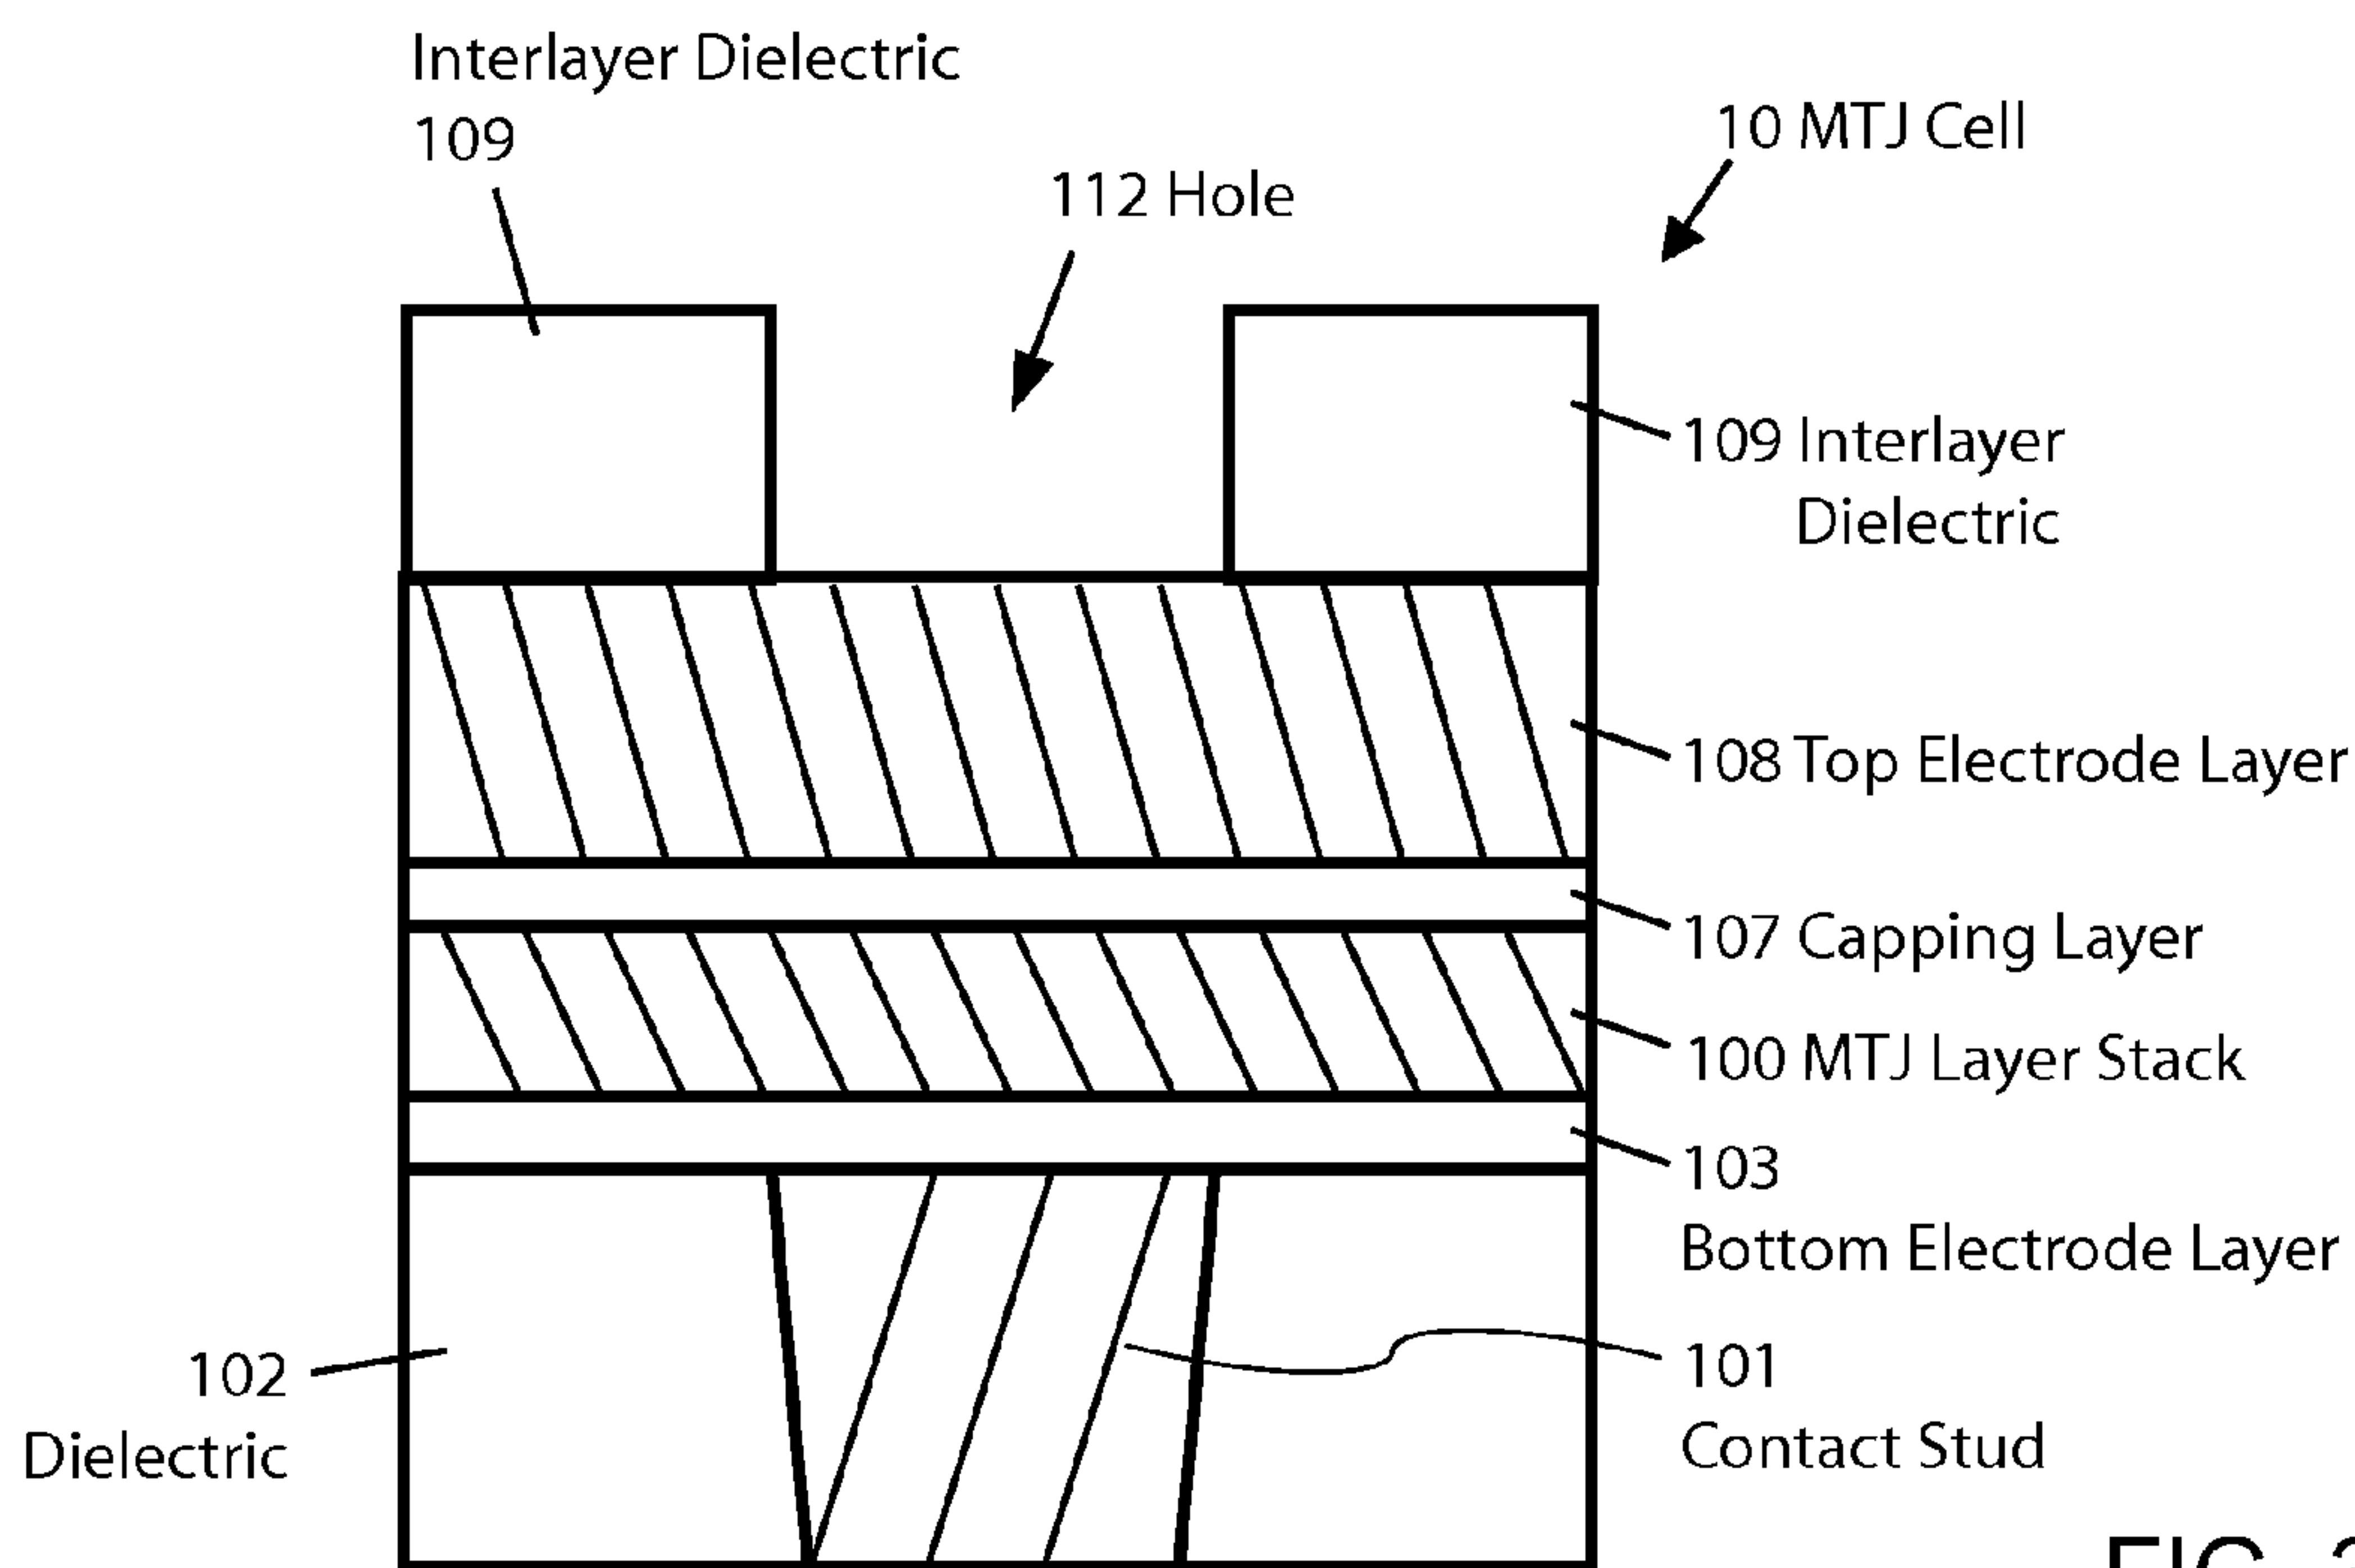 Interlayer Dielectric
109
10 MTJ Cell
112 Hole
109 Interlayer
Dielectric
108 Top Electrode Layer
107 Capping Layer
100 MTJ Layer Stack
103
Bottom Electrode Layer
102
Dielectric
101
Contact Stud
FIG.